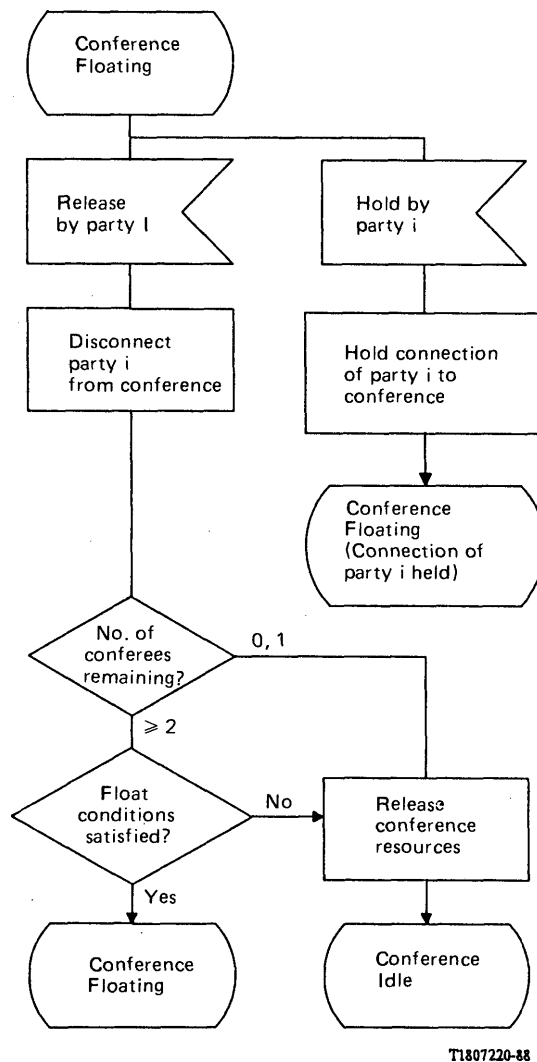 Conference
Floating
Release
by party I
Hold by
party i
Disconnect
party i
from conference
Hold connection
of party i to
conference
Conference
Floating
(Connection of
party i held)
No. of
conferees
remaining?
0, 1
⩾ 2
Float
conditions
satisfied?
No
Release
conference
resources
Yes
Conference
Floating
Conference
Idle
T1807220-88